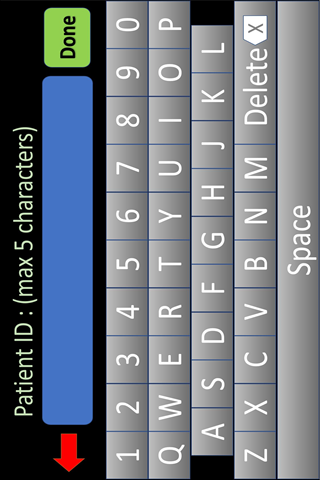 Patient ID : (max 5 characters)
Done
1 2 3 4 5 6 7 8 9 0
Q W E R T Y U I O P
A S D F G H J K L
Z X C V B N M Delete X
Space